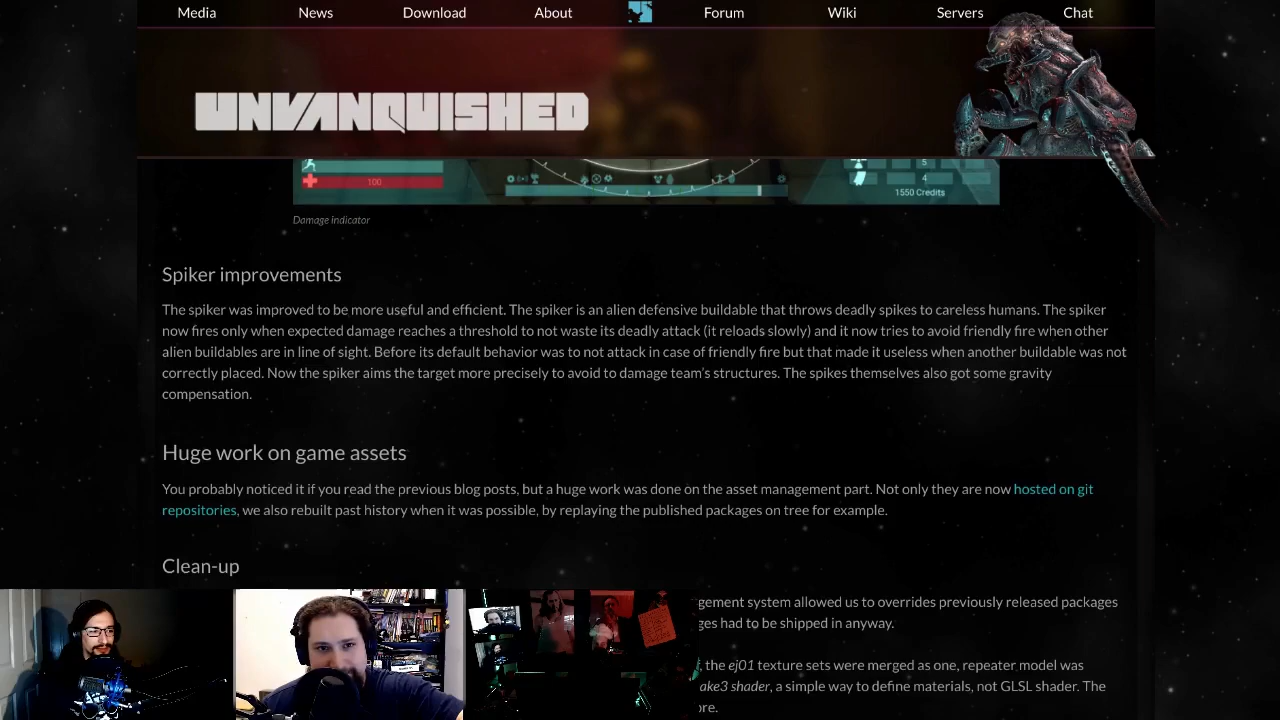 Media News Download About Forum Wiki Servers Chat
UNVANQUISHED
100
5
4
1550 Credits
Damage indicator
Spiker improvements
The spiker was improved to be more useful and efficient. The spiker is an alien defensive buildable that throws deadly spikes to careless humans. The spiker
now fires only when expected damage reaches a threshold to not waste its deadly attack (it reloads slowly) and it now tries to avoid friendly fire when other
alien buildables are in line of sight. Before its default behavior was to not attack in case of friendly fire but that made it useless when another buildable was not
correctly placed. Now the spiker aims the target more precisely to avoid to damage team's structures. The spikes themselves also got some gravity
compensation.
Huge work on game assets
You probably noticed it if you read the previous blog posts, but a huge work was done on the asset management part. Not only they are now hosted on git
repositories, we also rebuilt past history when it was possible, by replaying the published packages on tree for example.
Clean-up
gement system allowed us to overrides previously released packages
ges had to be shipped in anyway.
, the ej01 texture sets were merged as one, repeater model was
ake3 shader, a simple way to define materials, not GLSL shader. The
ore.